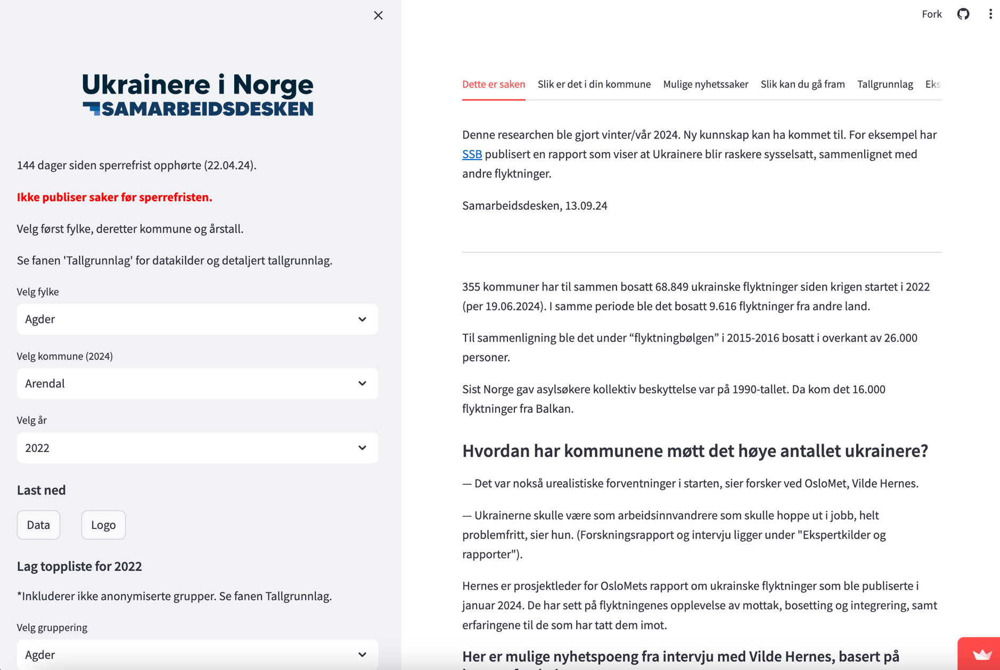 Ukrainere i Norge
SAMARBEIDSDESKEN
144 dager siden sperrefrist opphørte (22.04.24).
Ikke publiser saker før sperrefristen.
Velg først fylke, deretter kommune og årstall.
Se fanen 'Tallgrunnlag' for datakilder og detaljert tallgrunnlag.
Velg fylke
Agder
Velg kommune (2024)
Arendal
Velg år
2022
Last ned
Data Logo
Lag toppliste for 2022
*Inkluderer ikke anonymiserte grupper. Se fanen Tallgrunnlag.
Velg gruppering
Agder
Fork
Dette er saken Slik er det i din kommune Mulige nyhetssaker Slik kan du gå fram Tallgrunnlag Eks
Denne researchen ble gjort vinter/vår 2024. Ny kunnskap kan ha kommet til. For eksempel har
SSB publisert en rapport som viser at Ukrainere blir raskere sysselsatt, sammenlignet med
andre flyktninger.
Samarbeidsdesken, 13.09.24
355 kommuner har til sammen bosatt 68.849 ukrainske flyktninger siden krigen startet i 2022
(per 19.06.2024). I samme periode ble det bosatt 9.616 flyktninger fra andre land.
Til sammenligning ble det under “flyktningbølgen” i 2015-2016 bosatt i overkant av 26.000
personer.
Sist Norge gav asylsøkere kollektiv beskyttelse var på 1990-tallet. Da kom det 16.000
flyktninger fra Balkan.
Hvordan har kommunene møtt det høye antallet ukrainere?
— Det var nokså urealistiske forventninger i starten, sier forsker ved OsloMet, Vilde Hernes.
— Ukrainerne skulle være som arbeidsinnvandrere som skulle hoppe ut i jobb, helt
problemfritt, sier hun. (Forskningsrapport og intervju ligger under "Ekspertkilder og
rapporter").
Hernes er prosjektleder for OsloMets rapport om ukrainske flyktninger som ble publiserte i
januar 2024. De har sett på flyktningenes opplevelse av mottak, bosetting og integrering, samt
erfaringene til de som har tatt dem imot.
Her er mulige nyhetspoeng fra intervju med Vilde Hernes, basert på